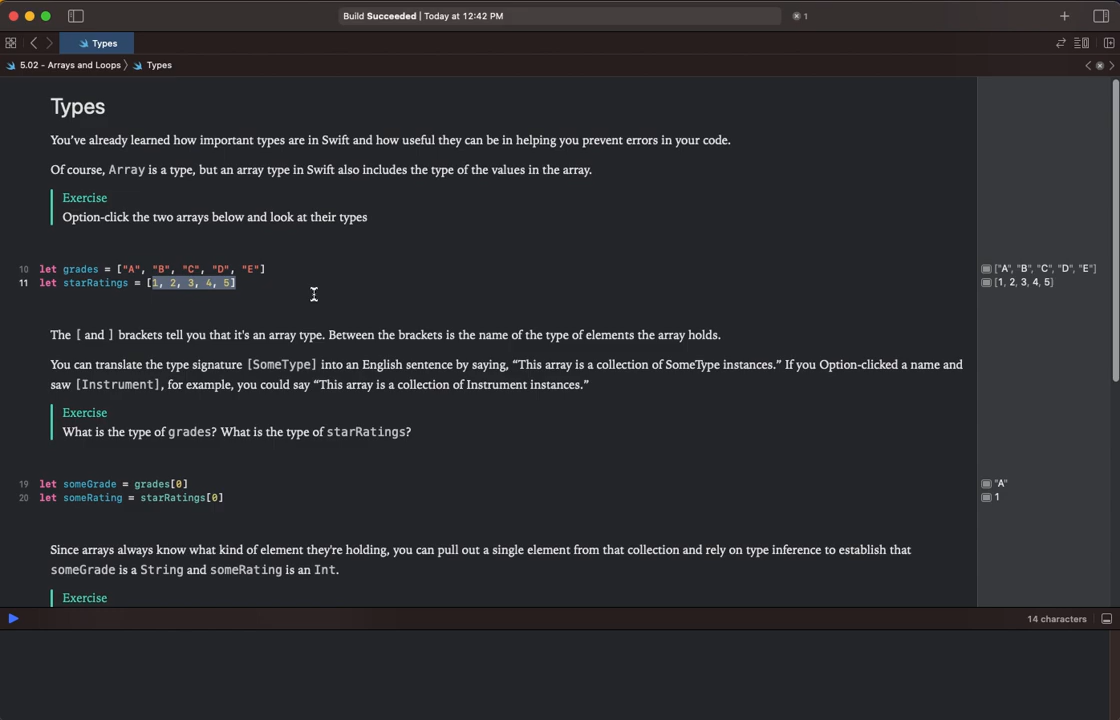 Build Succeeded | Today at 12:42 PM
1
Types
5.02 - Arrays and Loops
Types
Types
You've already learned how important types are in Swift and how useful they can be in helping you prevent errors in your code.
Of course, Array is a type, but an array type in Swift also includes the type of the values in the array.
Exercise
Option-click the two arrays below and look at their types
10 let grades = ["A", "B", "C", "D", "E"]
["A", "B", "C", "D", "E"]
11 let starRatings = [1, 2, 3, 4, 5]
[1, 2, 3, 4, 5]
The [ and ] brackets tell you that it's an array type. Between the brackets is the name of the type of elements the array holds.
You can translate the type signature [SomeType] into an English sentence by saying, “This array is a collection of SomeType instances.” If you Option-clicked a name and
saw [Instrument], for example, you could say “This array is a collection of Instrument instances.”
Exercise
What is the type of grades? What is the type of starRatings?
19 let someGrade = grades[0]
"A"
20 let someRating = starRatings[0]
1
Since arrays always know what kind of element they're holding, you can pull out a single element from that collection and rely on type inference to establish that
someGrade is a String and someRating is an Int.
Exercise
14 characters